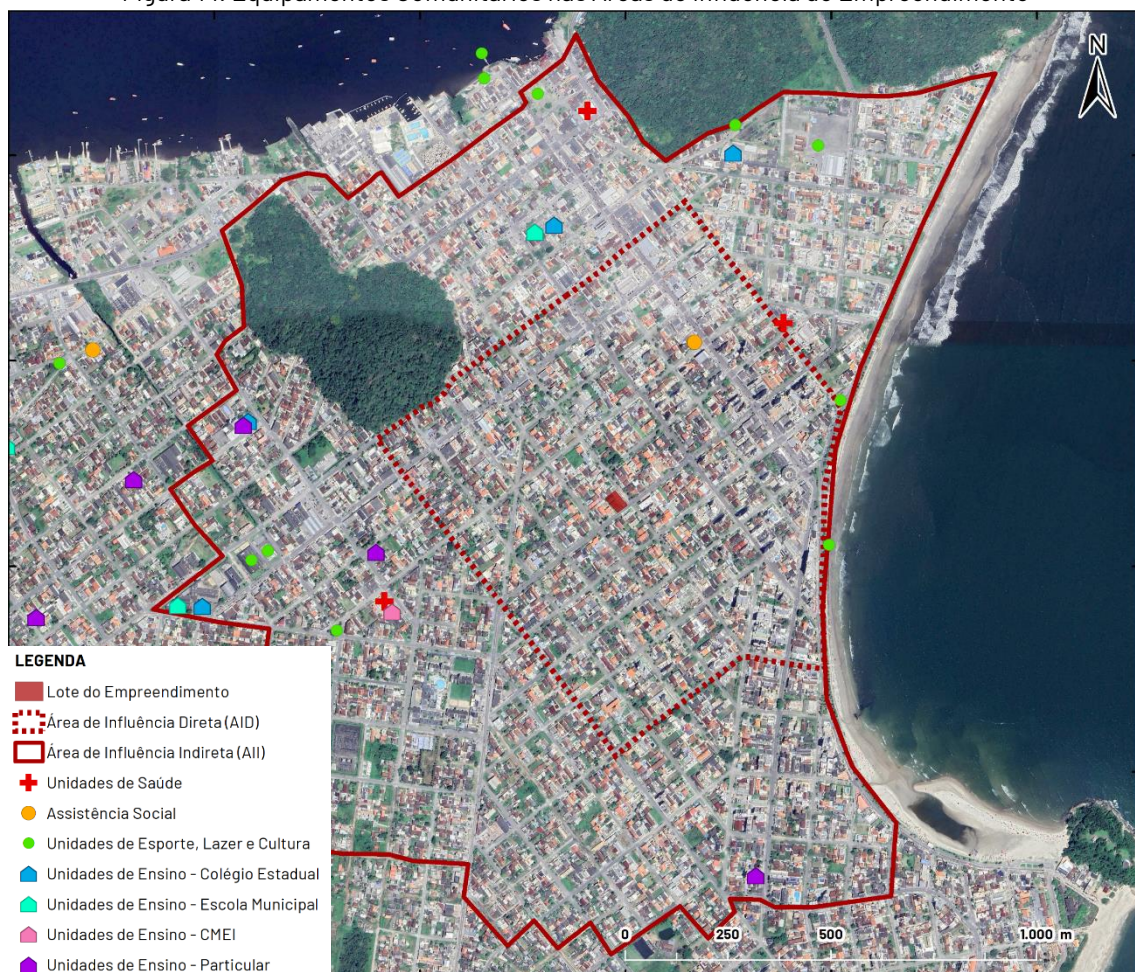 N
LEGENDA
Lote do Empreendimento
Área de Influência Direta (AID)
Área de Influência Indireta (AII)
Unidades de Saúde
Assistência Social
Unidades de Esporte, Lazer e Cultura
Unidades de Ensino - Colégio Estadual
Unidades de Ensino - Escola Municipal
Unidades de Ensino - CMEI
Unidades de Ensino - Particular
0 250 500 1.000 m